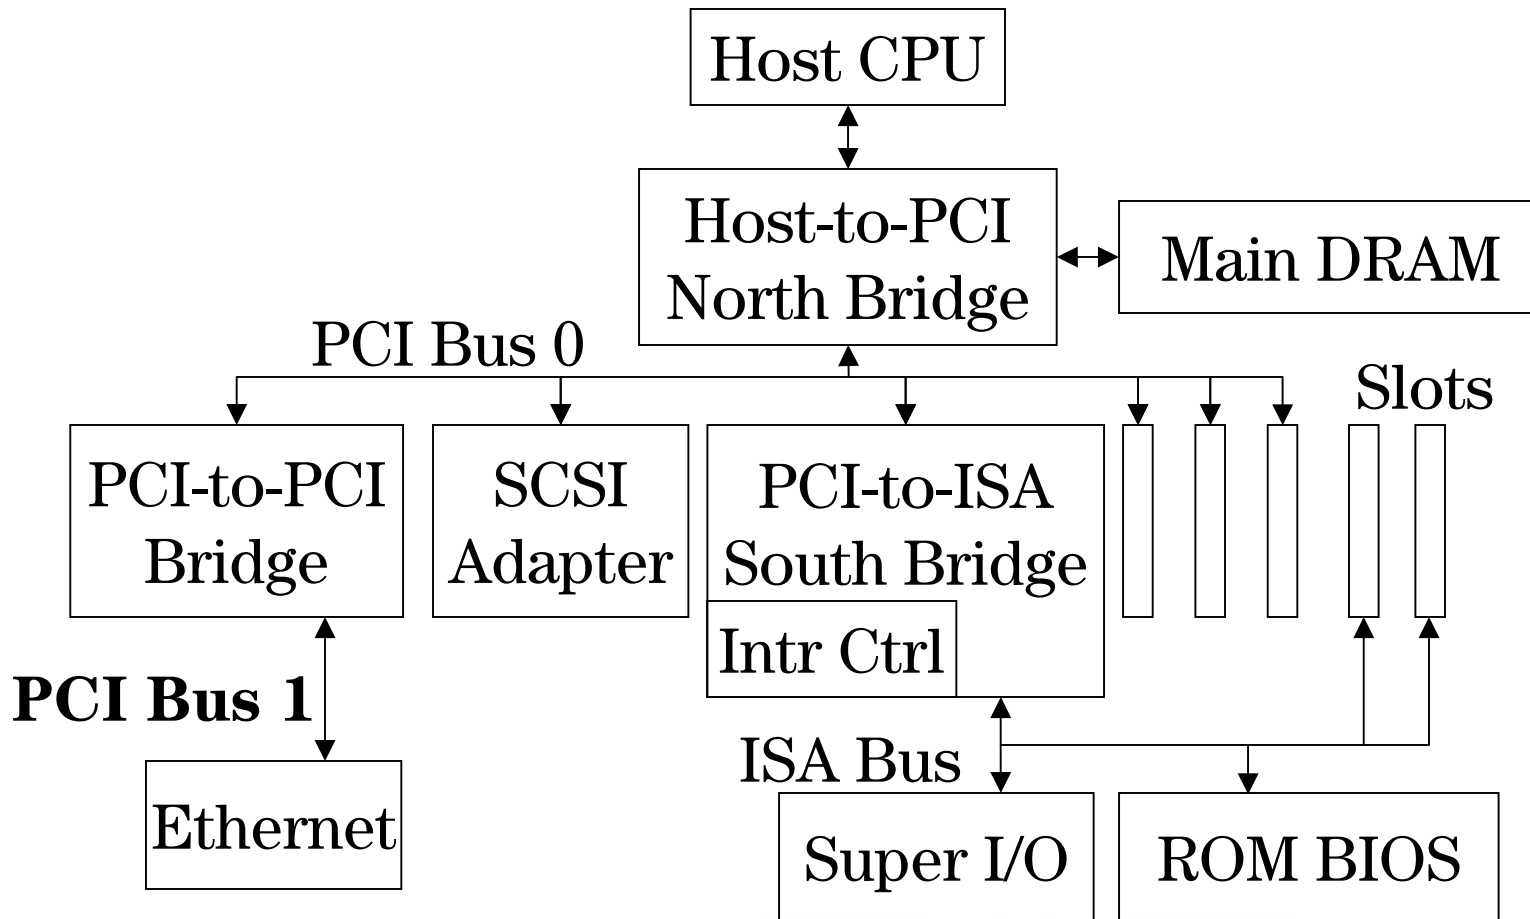 Host CPU
Host-to-PCI
North Bridge
Main DRAM
PCI Bus 0
Slots
PCI-to-PCI
Bridge
SCSI
Adapter
PCI-to-ISA
South Bridge
Intr Ctrl
PCI Bus 1
ISA Bus
Ethernet
Super I/O
ROM BIOS